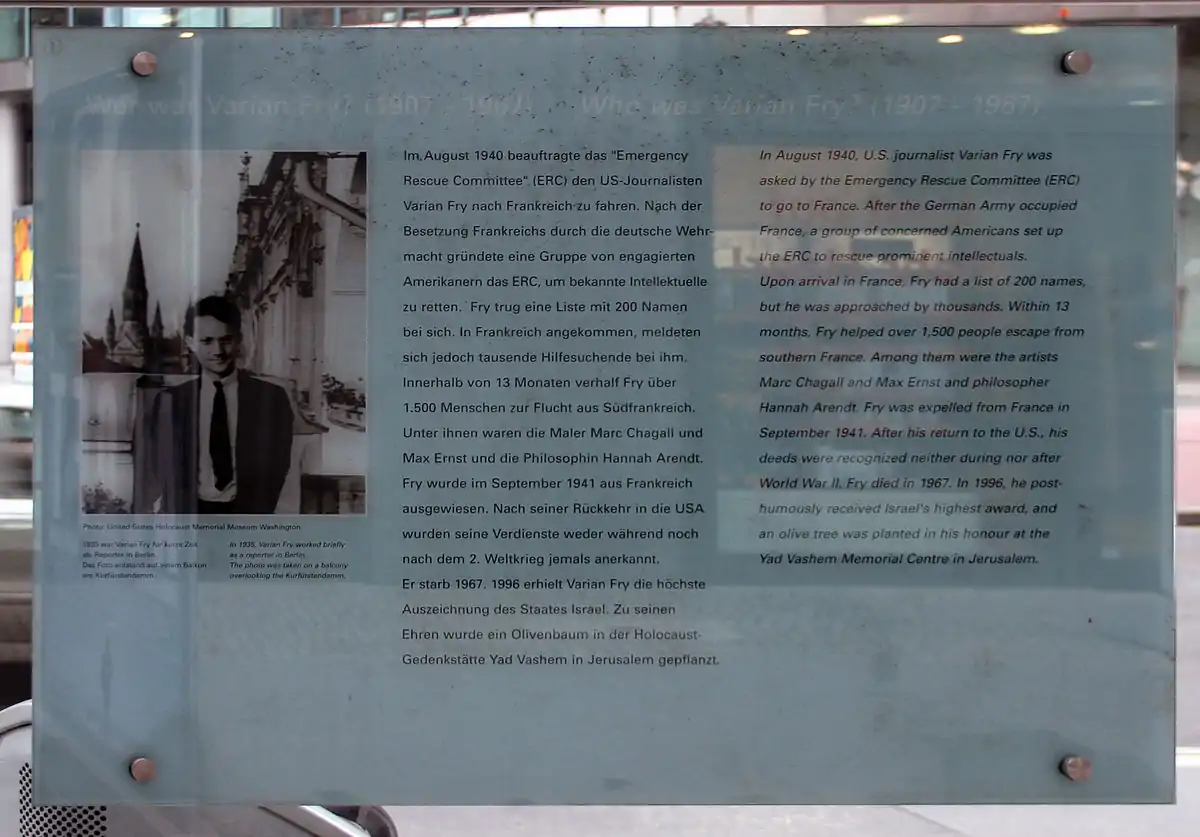 Wer war Varian Fry? (1907 - 1967)
Who was Varian Fry? (1907 – 1967)
Im August 1940 beauftragte das "Emergency
Rescue Committee" (ERC) den US-Journalisten
Varian Fry nach Frankreich zu fahren. Nach der
Besetzung Frankreichs durch die deutsche Wehr-
macht gründete eine Gruppe von engagierten
Amerikanern das ERC, um bekannte Intellektuelle
zu retten. Fry trug eine Liste mit 200 Namen
bei sich. In Frankreich angekommen, meldeten
sich jedoch tausende Hilfesuchende bei ihm.
Innerhalb von 13 Monaten verhalf Fry über
1.500 Menschen zur Flucht aus Südfrankreich.
Unter ihnen waren die Maler Marc Chagall und
Max Ernst und die Philosophin Hannah Arendt.
Fry wurde im September 1941 aus Frankreich
ausgewiesen. Nach seiner Rückkehr in die USA
wurden seine Verdienste weder während noch
nach dem 2. Weltkrieg jemals anerkannt.
Er starb 1967. 1996 erhielt Varian Fry die höchste
Auszeichnung des Staates Israel. Zu seinen
Ehren wurde ein Olivenbaum in der Holocaust-
Gedenkstätte Yad Vashem in Jerusalem gepflanzt.
In August 1940, U.S. journalist Varian Fry was
asked by the Emergency Rescue Committee (ERC)
to go to France. After the German Army occupied
France, a group of concerned Americans set up
the ERC to rescue prominent intellectuals.
Upon arrival in France, Fry had a list of 200 names,
but he was approached by thousands. Within 13
months, Fry helped over 1,500 people escape from
southern France. Among them were the artists
Marc Chagall and Max Ernst and philosopher
Hannah Arendt. Fry was expelled from France in
September 1941. After his return to the U.S., his
deeds were recognized neither during nor after
World War II. Fry died in 1967. In 1996, he post-
humously received Israel's highest award, and
an olive tree was planted in his honour at the
Yad Vashem Memorial Centre in Jerusalem.
Photo: United States Holocaust Memorial Museum Washington
1935 war Varian Fry für kurze Zeit
als Reporter in Berlin.
Das Foto entstand auf einem Balkon
am Kurfürstendamm.
In 1935, Varian Fry worked briefly
as a reporter in Berlin.
The photo was taken on a balcony
overlooking the Kurfürstendamm.